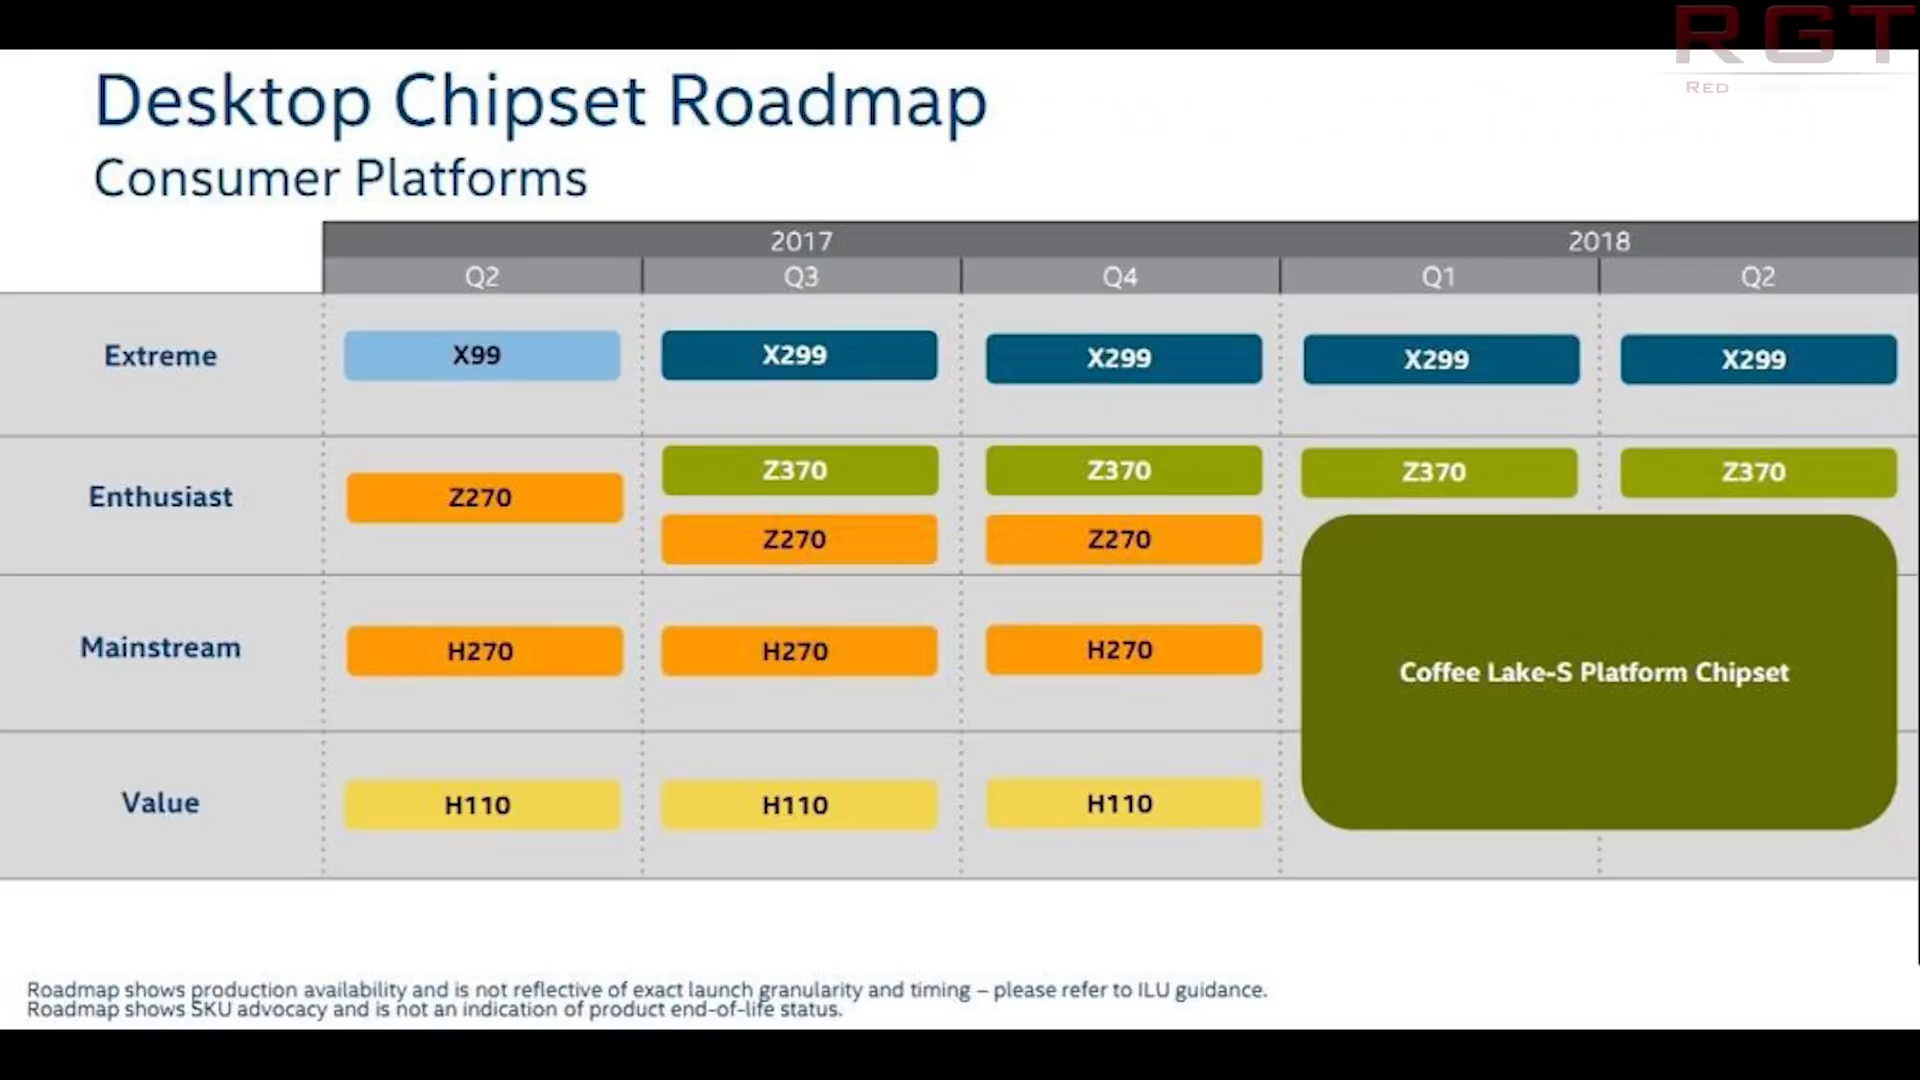 RGT
RED
Desktop Chipset Roadmap
Consumer Platforms
2017 2018
Q2 Q3 Q4 Q1 Q2
Extreme X99 X299 X299 X299 X299
Z370 Z370 Z370 Z370
Enthusiast Z270
Z270 Z270
Mainstream H270 H270 H270
Coffee Lake-S Platform Chipset
Value H110 H110 H110
Roadmap shows production availability and is not reflective of exact launch granularity and timing – please refer to ILU guidance.
Roadmap shows SKU advocacy and is not an indication of product end-of-life status.